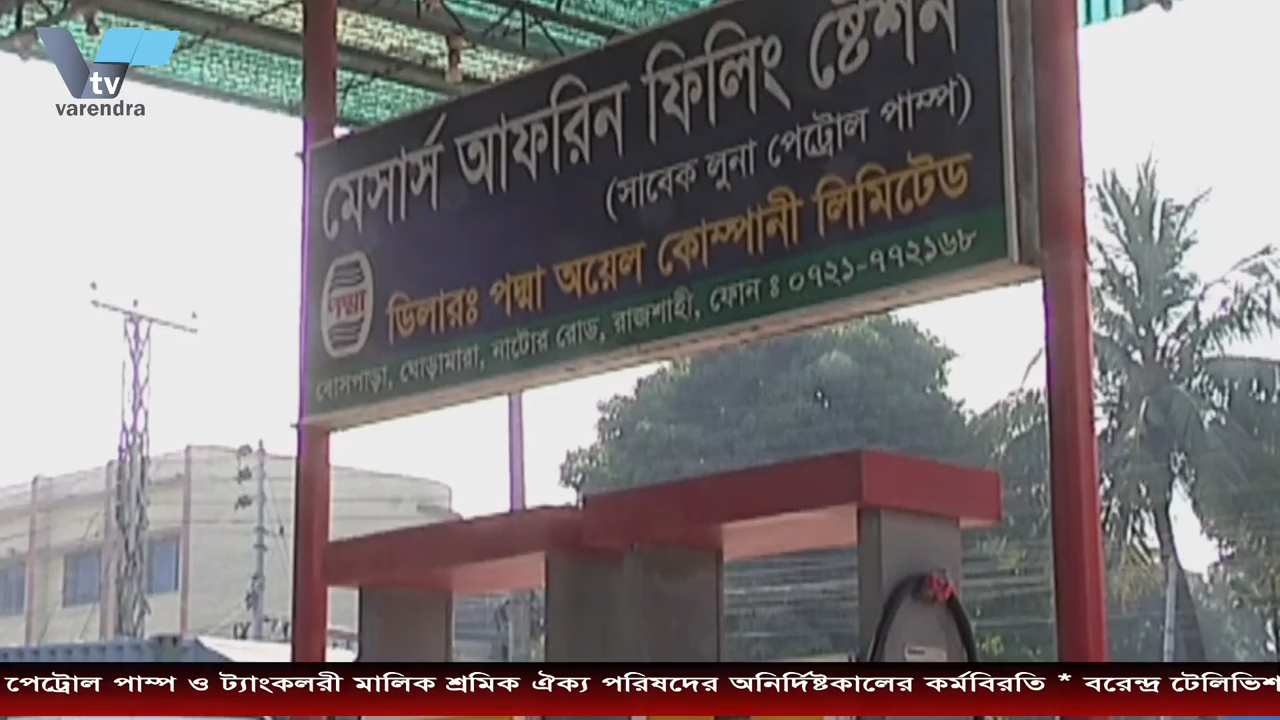 tv
varendra
মেসার্স আফরিন ফিলিং ষ্টেশন
(সাবেক লুনা পেট্রোল পাম্প)
পদ্মা
ডিলারঃ পদ্মা অয়েল কোম্পানী লিমিটেড
বোসপাড়া, ঘোড়ামারা, নাটোর রোড, রাজশাহী, ফোন ঃ ০৭২১-৭৭২১৬৮
পেট্রোল পাম্প ও ট্যাংকলরী মালিক শ্রমিক ঐক্য পরিষদের অনির্দিষ্টকালের কর্মবিরতি * বরেন্দ্র